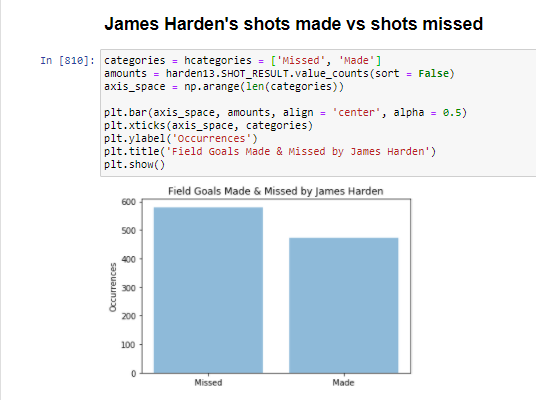 James Harden's shots made vs shots missed
In [810]: categories = hcategories = ['Missed', 'Made']
amounts = harden13.SHOT_RESULT.value_counts(sort = False)
axis_space = np.arange(len(categories))
plt.bar(axis_space, amounts, align = 'center', alpha = 0.5)
plt.xticks(axis_space, categories)
plt.ylabel('Occurrences')
plt.title('Field Goals Made & Missed by James Harden')
plt.show()
Field Goals Made & Missed by James Harden
600
500
400
300
200
100
0
Occurrences
Missed Made